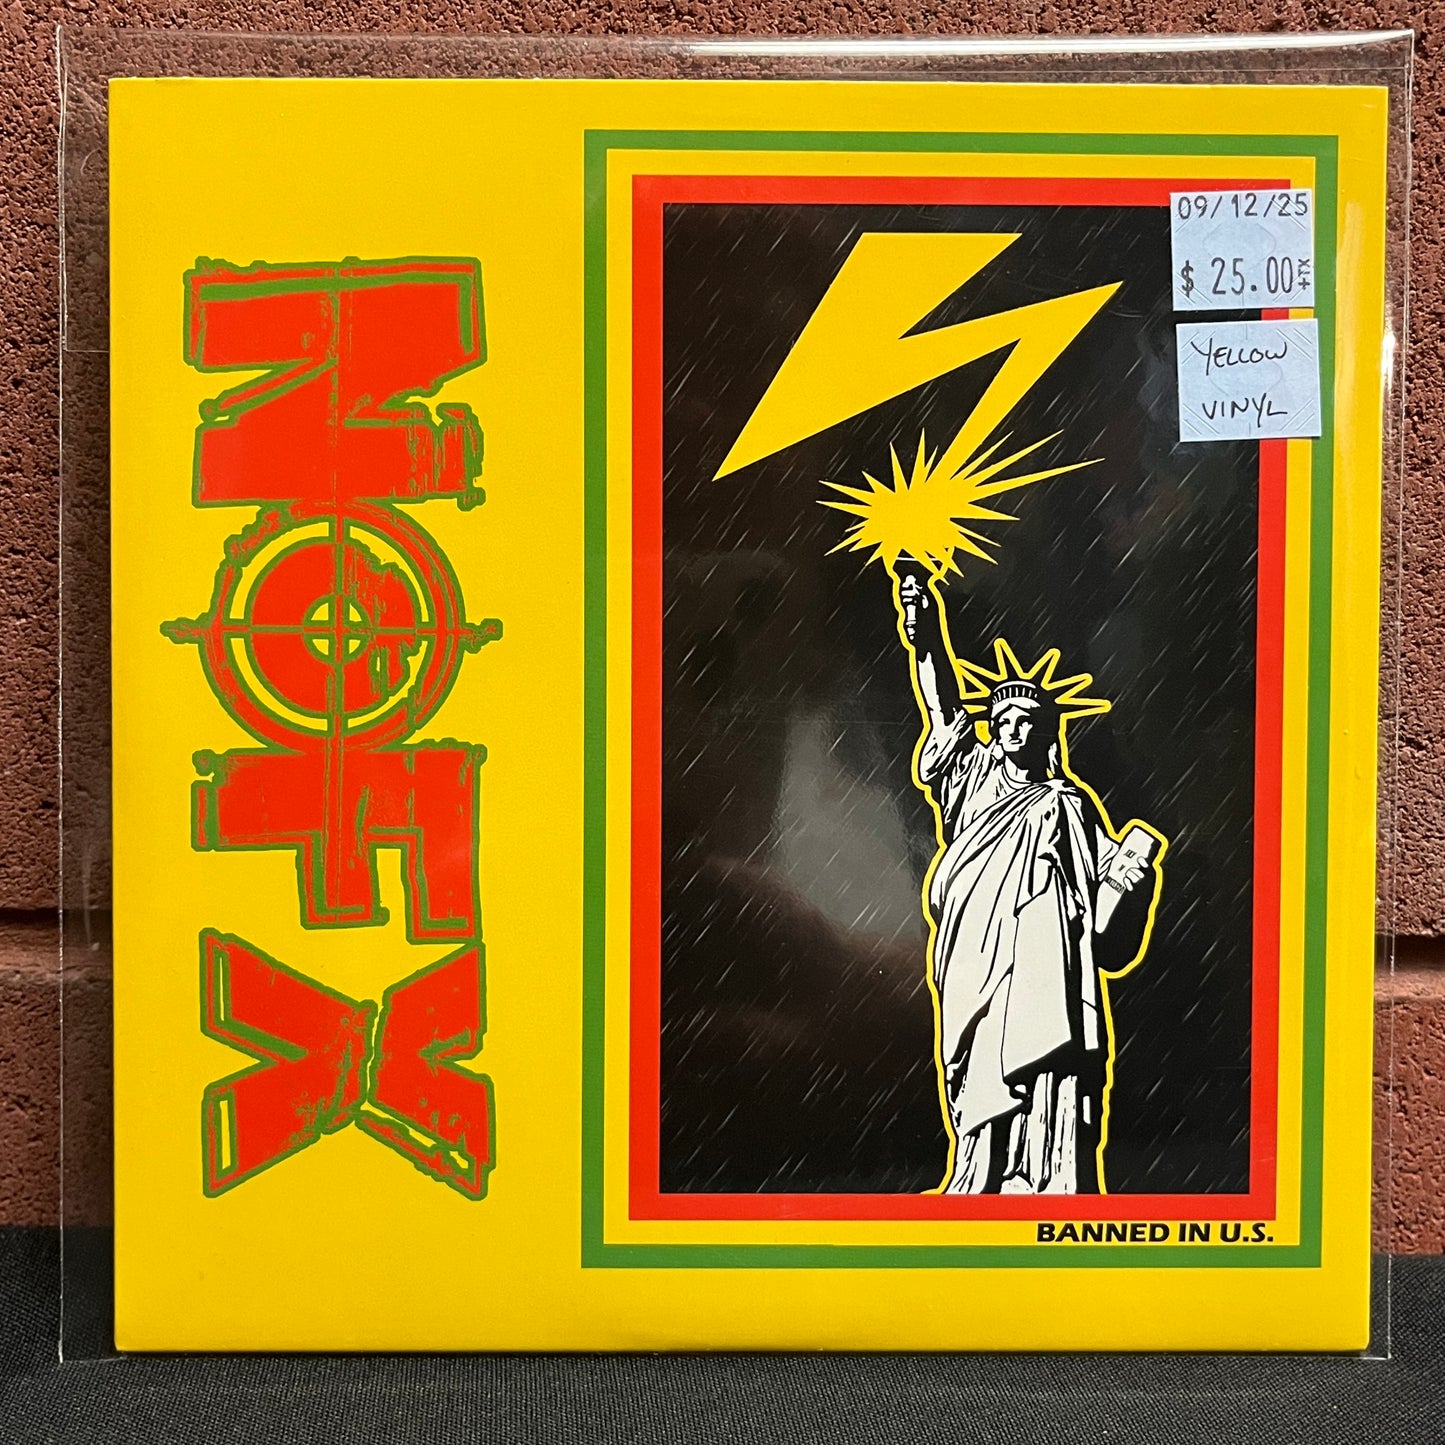 NOFX
09/12/25
$ 25.00 +TX
YELLOW
VINYL
BANNED IN U.S.